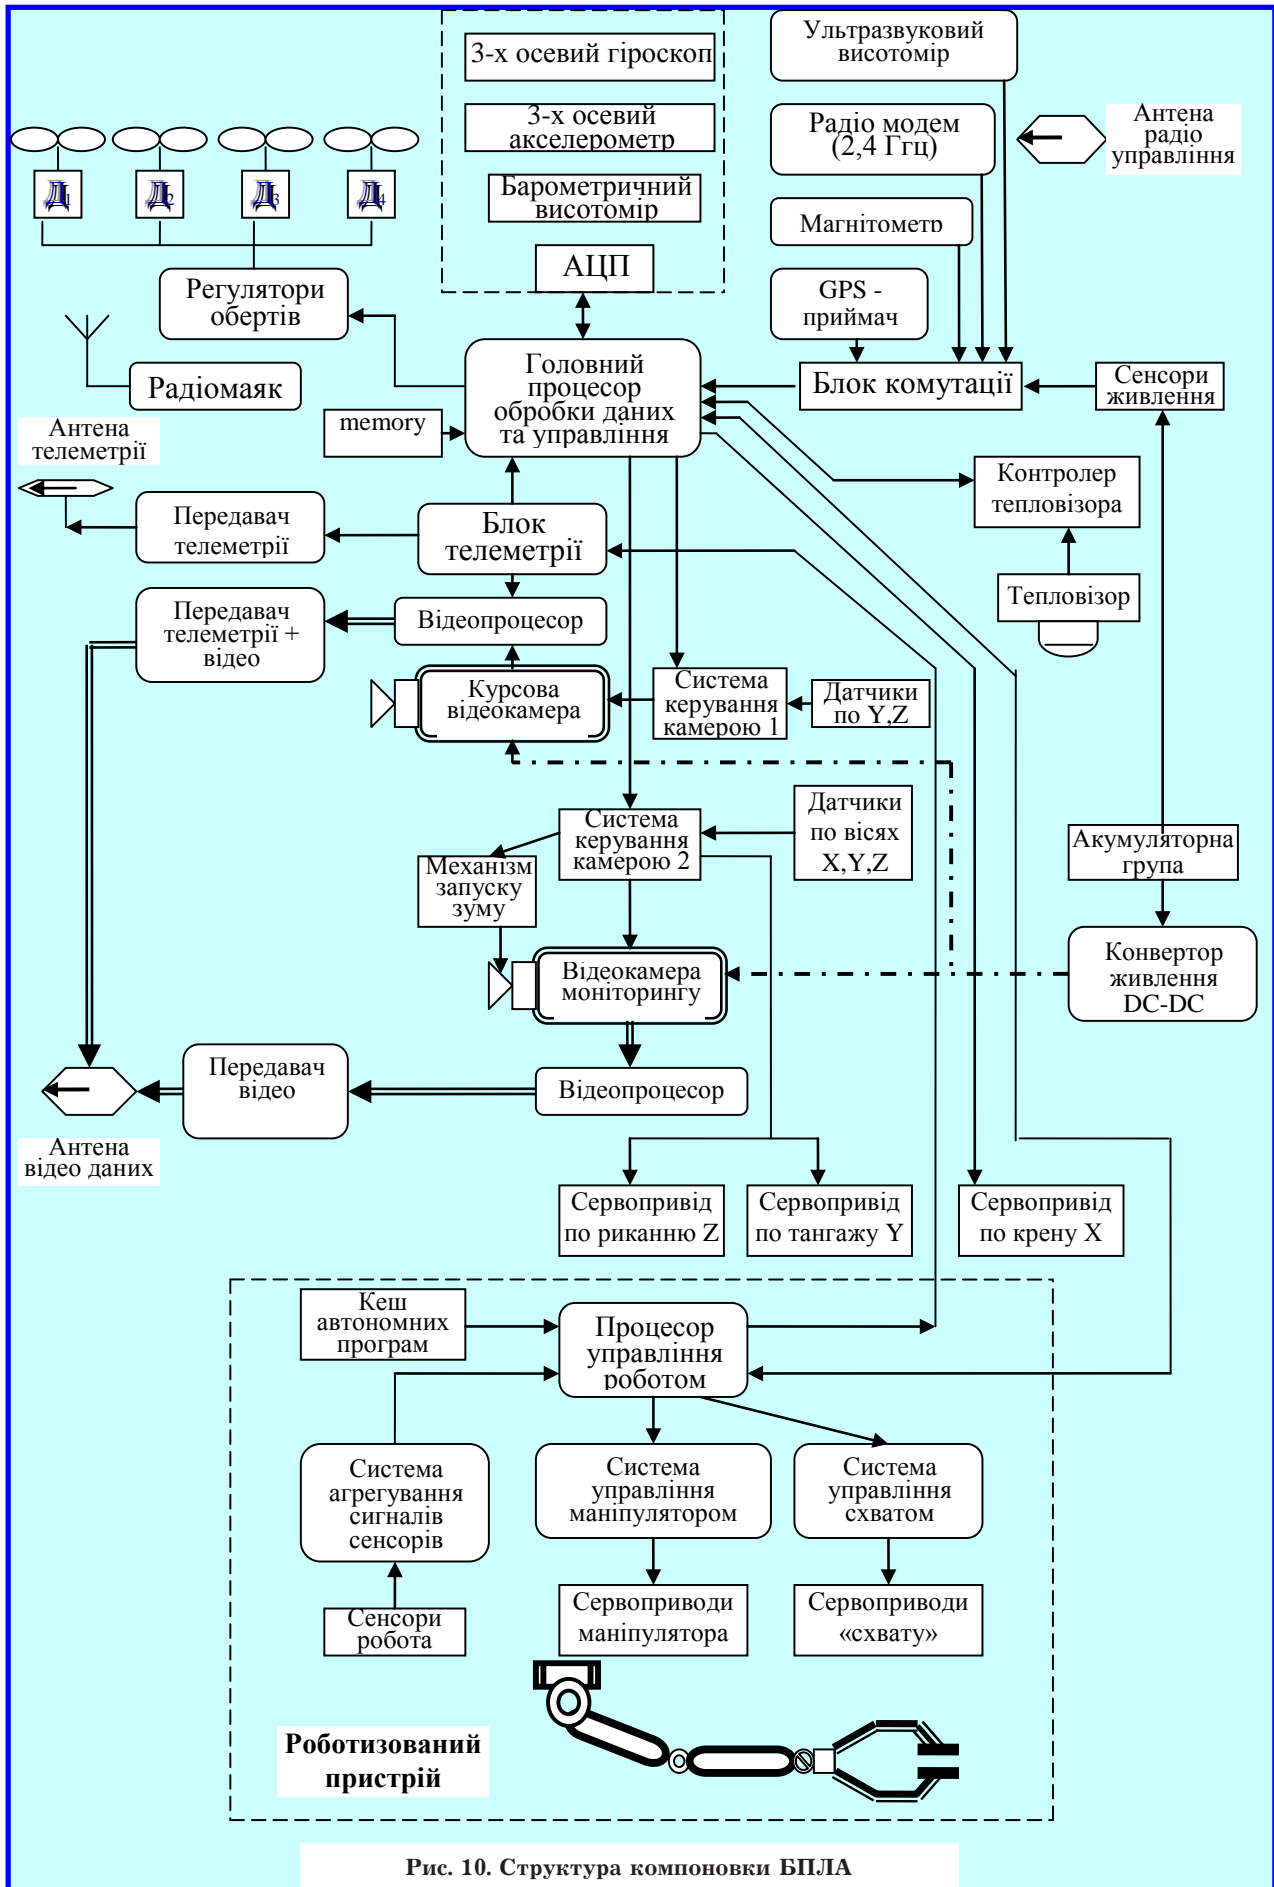 3-х осевий гіроскоп
3-х осевий
акселерометр
Барометричний
висотомір
АЦП
Ультразвуковий
висотомір
Радіо модем
(2,4 Ггц)
Антена
радіо
управління
Магнітометр
GPS -
приймач
Д1
Д2
Д3
Д4
Регулятори
обертів
Радіомаяк
Головний
процесор
обробки даних
та управління
Блок комутації
Сенсори
живлення
memory
Антена
телеметрії
Контролер
тепловізора
Передавач
телеметрії
Блок
телеметрії
Тепловізор
Передавач
телеметрії +
відео
Відеопроцесор
Курсова
відеокамера
Система
керування
камерою 1
Датчики
по Y,Z
Система
керування
камерою 2
Датчики
по вісях
X,Y,Z
Акумуляторна
група
Механізм
запуску
зуму
Відеокамера
моніторингу
Конвертор
живлення
DC-DC
Передавач
відео
Відеопроцесор
Антена
відео даних
Сервопривід
по риканню Z
Сервопривід
по тангажу Y
Сервопривід
по крену X
Кеш
автономних
програм
Процесор
управління
роботом
Система
агрегування
сигналів
сенсорів
Система
управління
маніпулятором
Система
управління
схватом
Сенсори
робота
Сервоприводи
маніпулятора
Сервоприводи
«схвату»
Роботизований
пристрій
Рис. 10. Структура компоновки БПЛА